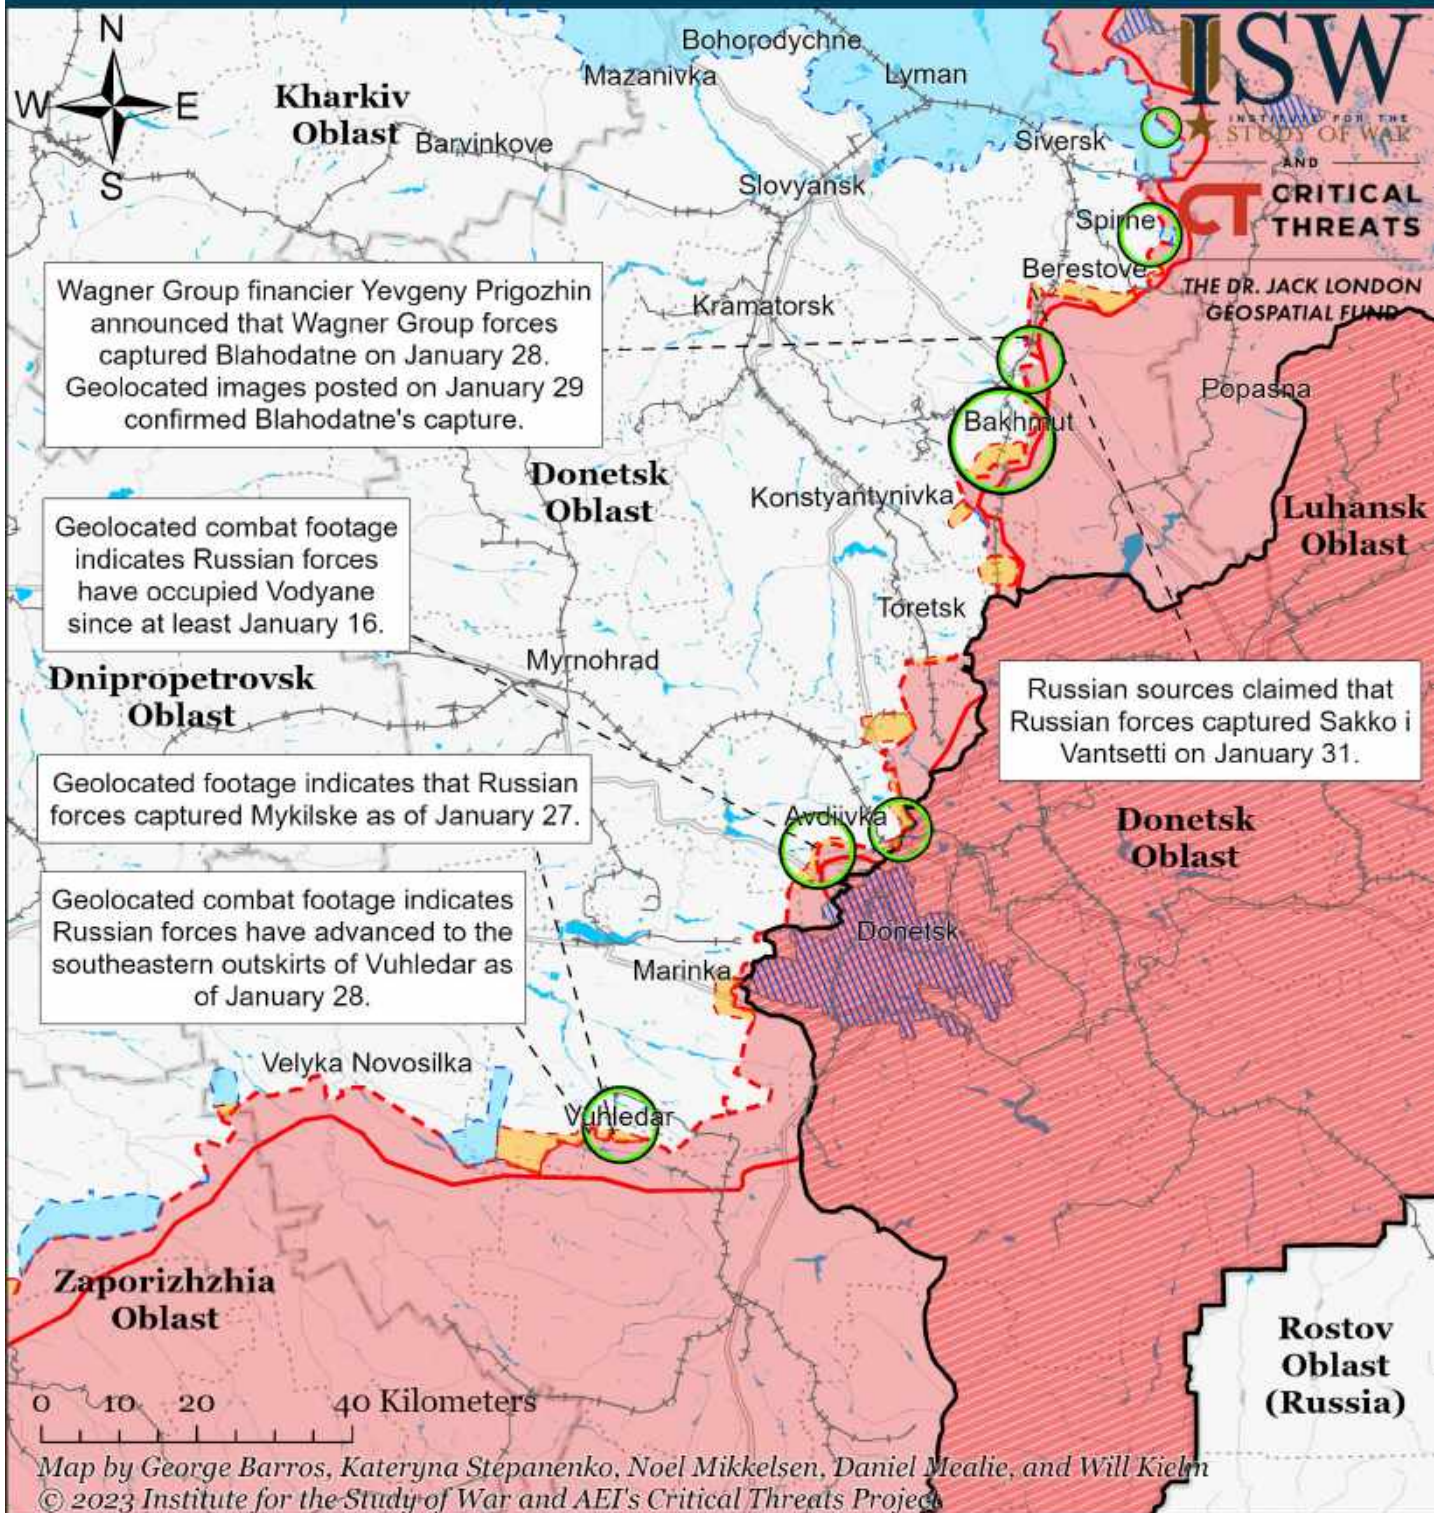 N
W
E
S
ISW
INSTITUTE FOR THE
STUDY OF WAR
AND
CT
CRITICAL
THREATS
THE DR. JACK LONDON
GEOSPATIAL FUND
Kharkiv
Oblast
Barvinkove
Mazanivka
Bohorodychne
Lyman
Siversk
Slovyansk
Spirne
Berestove
Kramatorsk
Wagner Group financier Yevgeny Prigozhin
announced that Wagner Group forces
captured Blahodatne on January 28.
Geolocated images posted on January 29
confirmed Blahodatne's capture.
Popasna
Bakhmut
Donetsk
Oblast
Konstyantynivka
Luhansk
Oblast
Geolocated combat footage
indicates Russian forces
have occupied Vodyane
since at least January 16.
Toretsk
Myrnohrad
Dnipropetrovsk
Oblast
Russian sources claimed that
Russian forces captured Sakko i
Vantsetti on January 31.
Geolocated footage indicates that Russian
forces captured Mykilske as of January 27.
Avdiivka
Donetsk
Oblast
Geolocated combat footage indicates
Russian forces have advanced to the
southeastern outskirts of Vuhledar as
of January 28.
Donetsk
Marinka
Velyka Novosilka
Vuhledar
Zaporizhzhia
Oblast
Rostov
Oblast
(Russia)
0 10 20 40 Kilometers
Map by George Barros, Kateryna Stepanenko, Noel Mikkelsen, Daniel Mealie, and Will Kielm
© 2023 Institute for the Study of War and AEI's Critical Threats Project